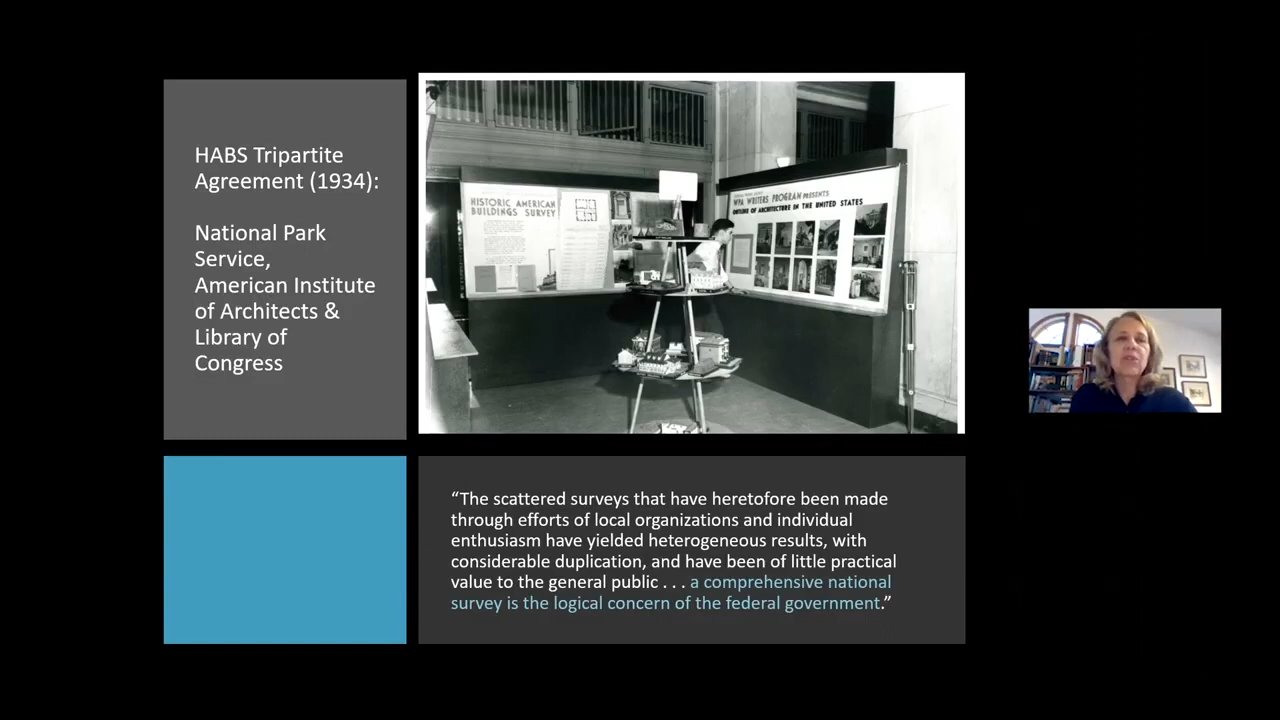 HABS Tripartite
Agreement (1934):
National Park
Service,
American Institute
of Architects &
Library of
Congress
HISTORIC AMERICAN
BUILDINGS SURVEY
WPA WRITERS' PROGRAM PRESENTS
OUTLINE OF ARCHITECTURE IN THE UNITED STATES
“The scattered surveys that have heretofore been made
through efforts of local organizations and individual
enthusiasm have yielded heterogeneous results, with
considerable duplication, and have been of little practical
value to the general public . . . a comprehensive national
survey is the logical concern of the federal government.”